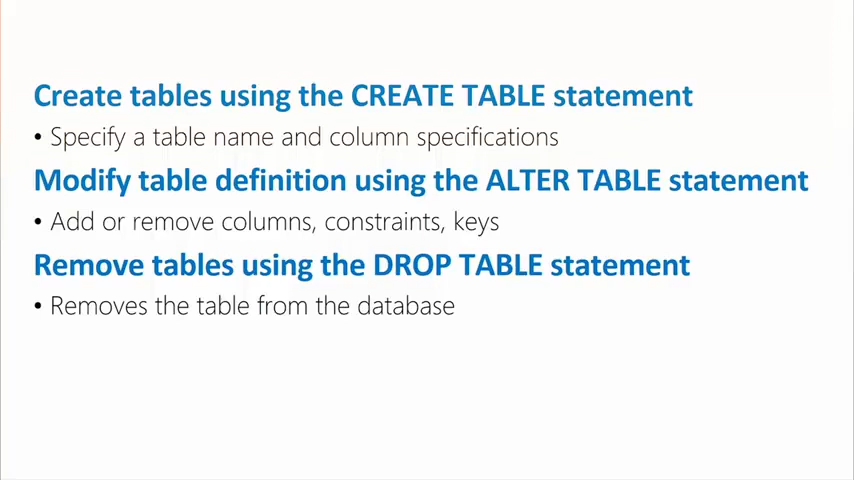 Create tables using the CREATE TABLE statement
• Specify a table name and column specifications
Modify table definition using the ALTER TABLE statement
• Add or remove columns, constraints, keys
Remove tables using the DROP TABLE statement
• Removes the table from the database